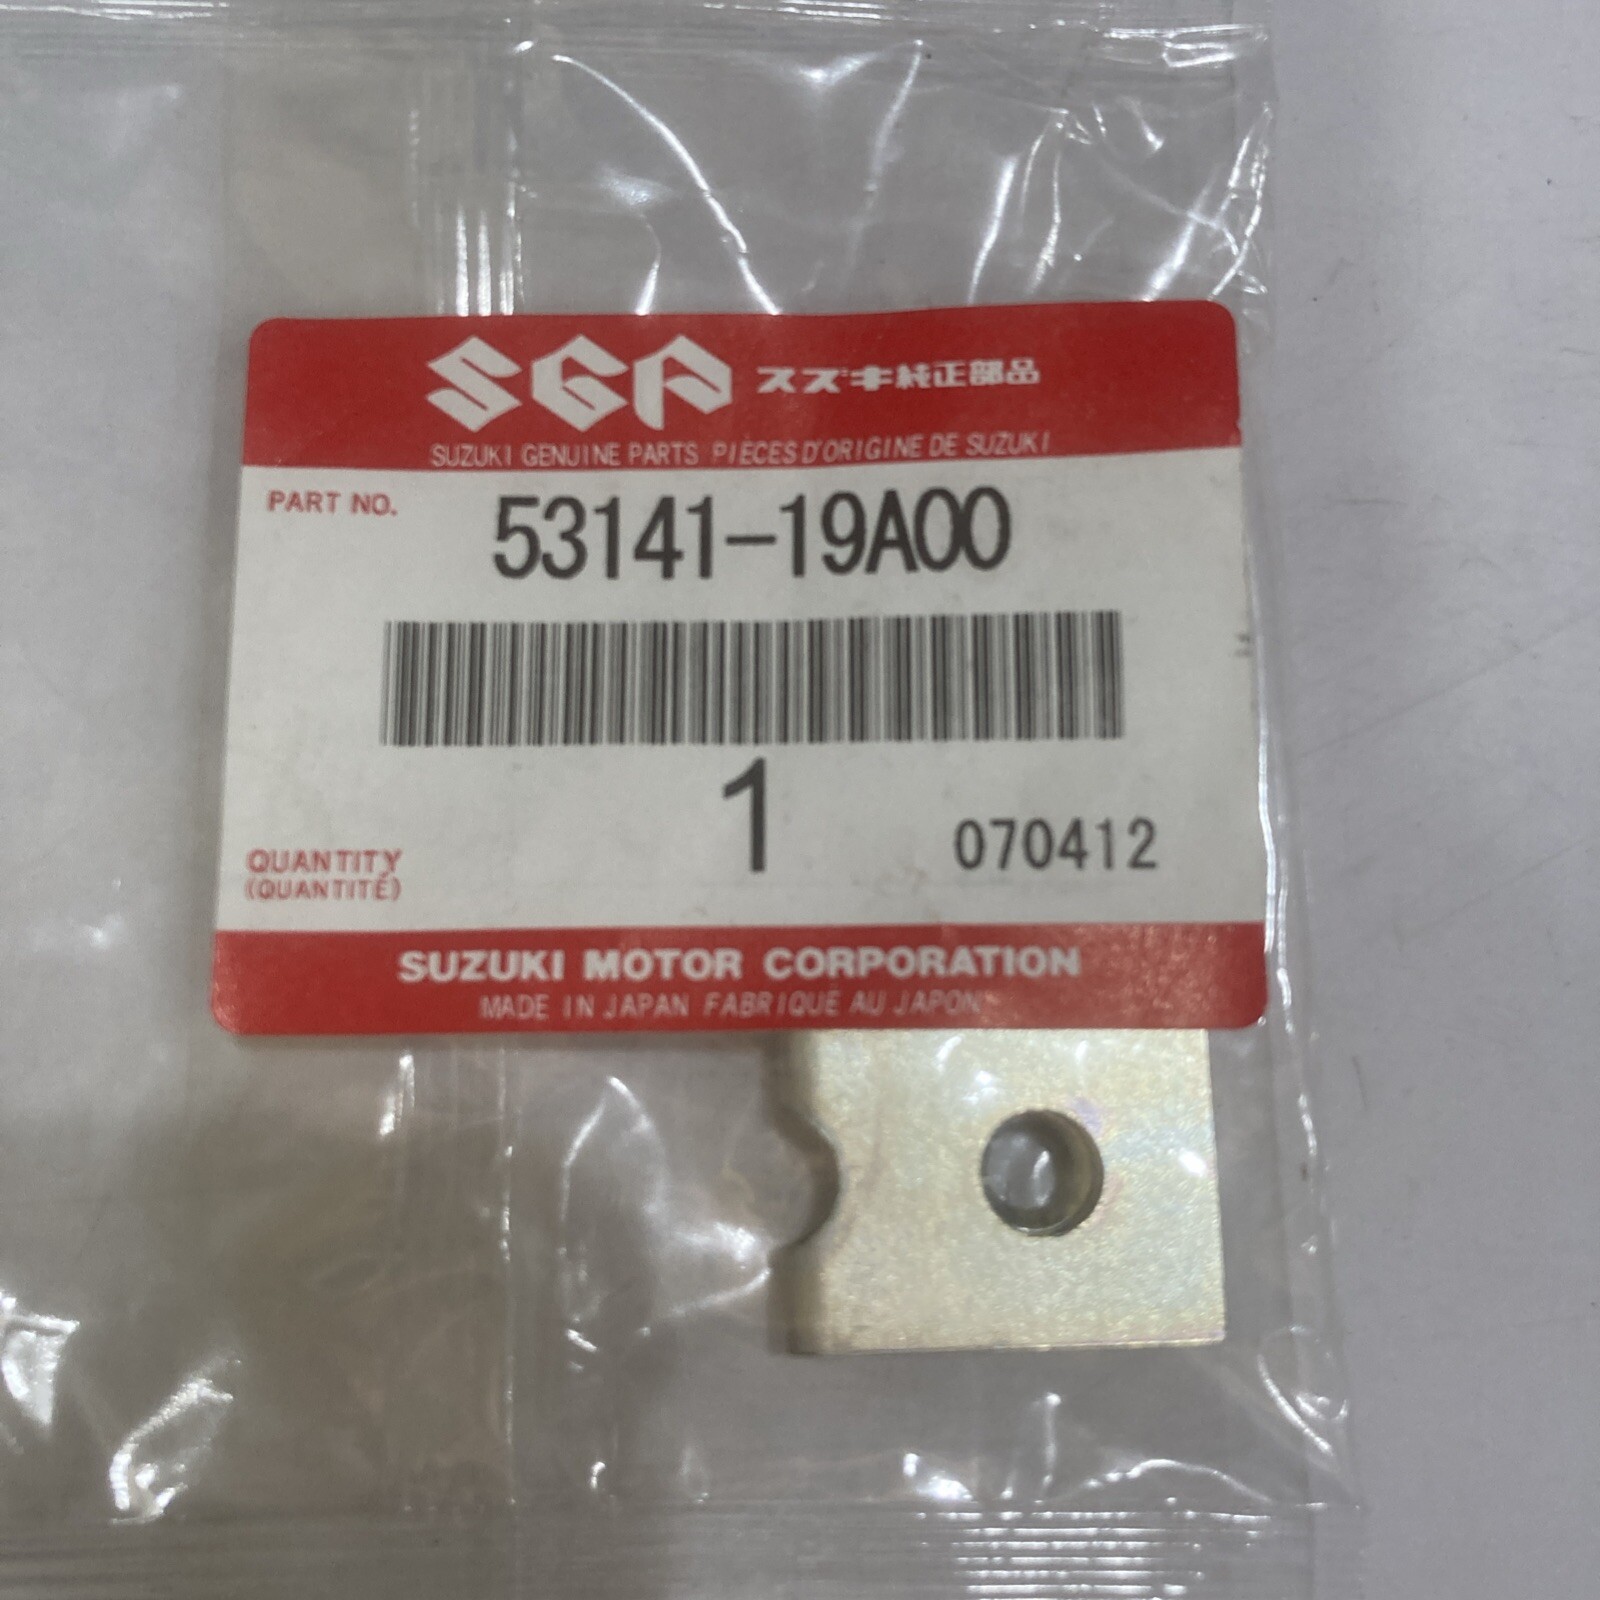 SGP スズキ純正部品
SUZUKI GENUINE PARTS PIÈCES D'ORIGINE DE SUZUKI
PART NO. 53141-19A00
1
QUANTITY 070412
(QUANTITÉ)
SUZUKI MOTOR CORPORATION
MADE IN JAPAN FABRIQUÉ AU JAPON